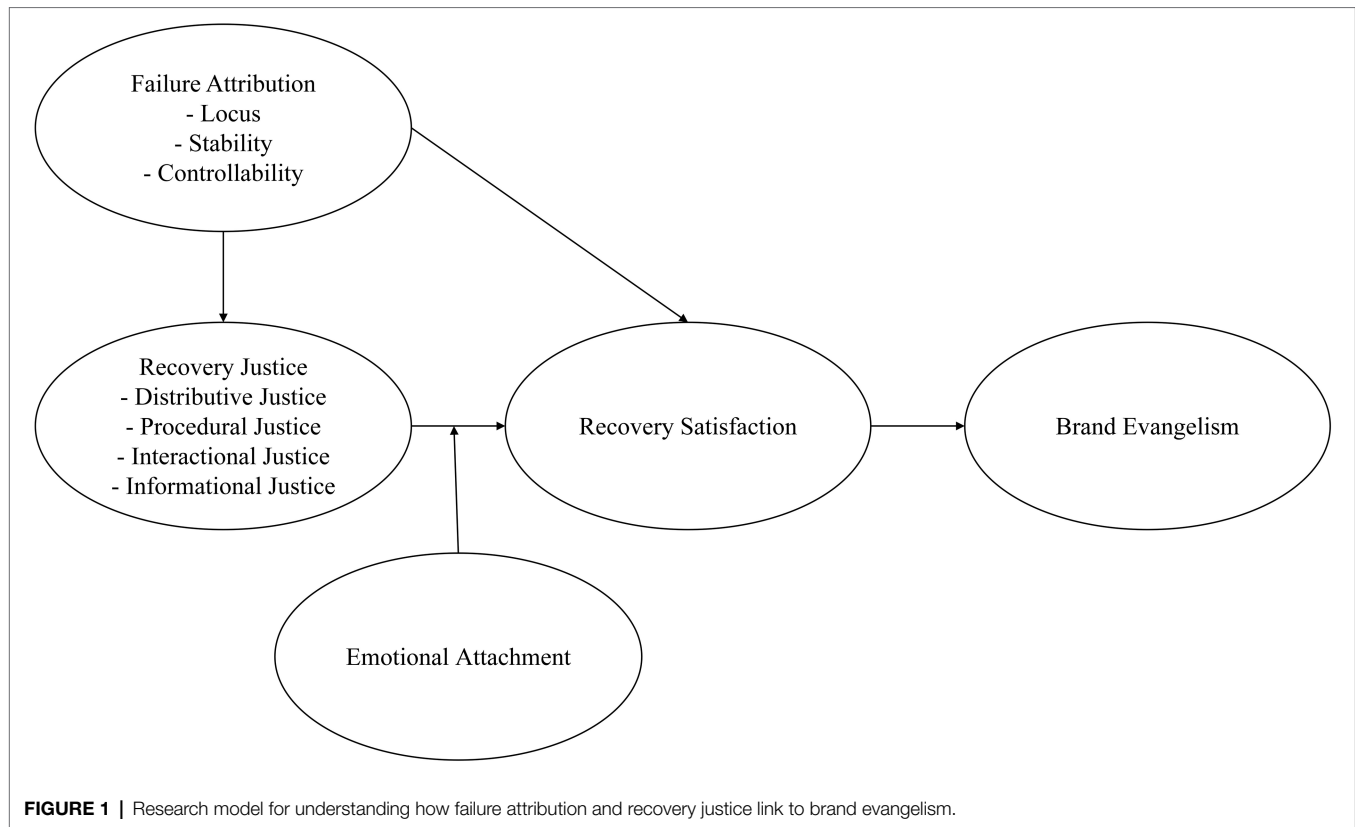 Failure Attribution
- Locus
- Stability
- Controllability
Recovery Justice
- Distributive Justice
- Procedural Justice
- Interactional Justice
- Informational Justice
Recovery Satisfaction
Brand Evangelism
Emotional Attachment
FIGURE 1 | Research model for understanding how failure attribution and recovery justice link to brand evangelism.